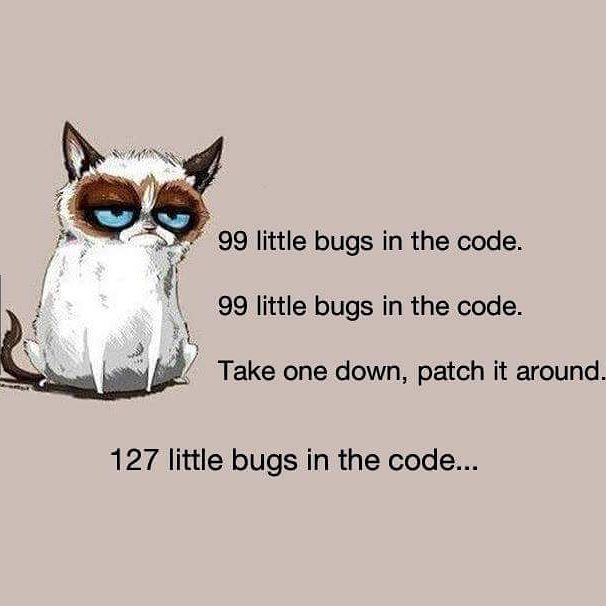 99 little bugs in the code.
99 little bugs in the code.
Take one down, patch it around.
127 little bugs in the code...